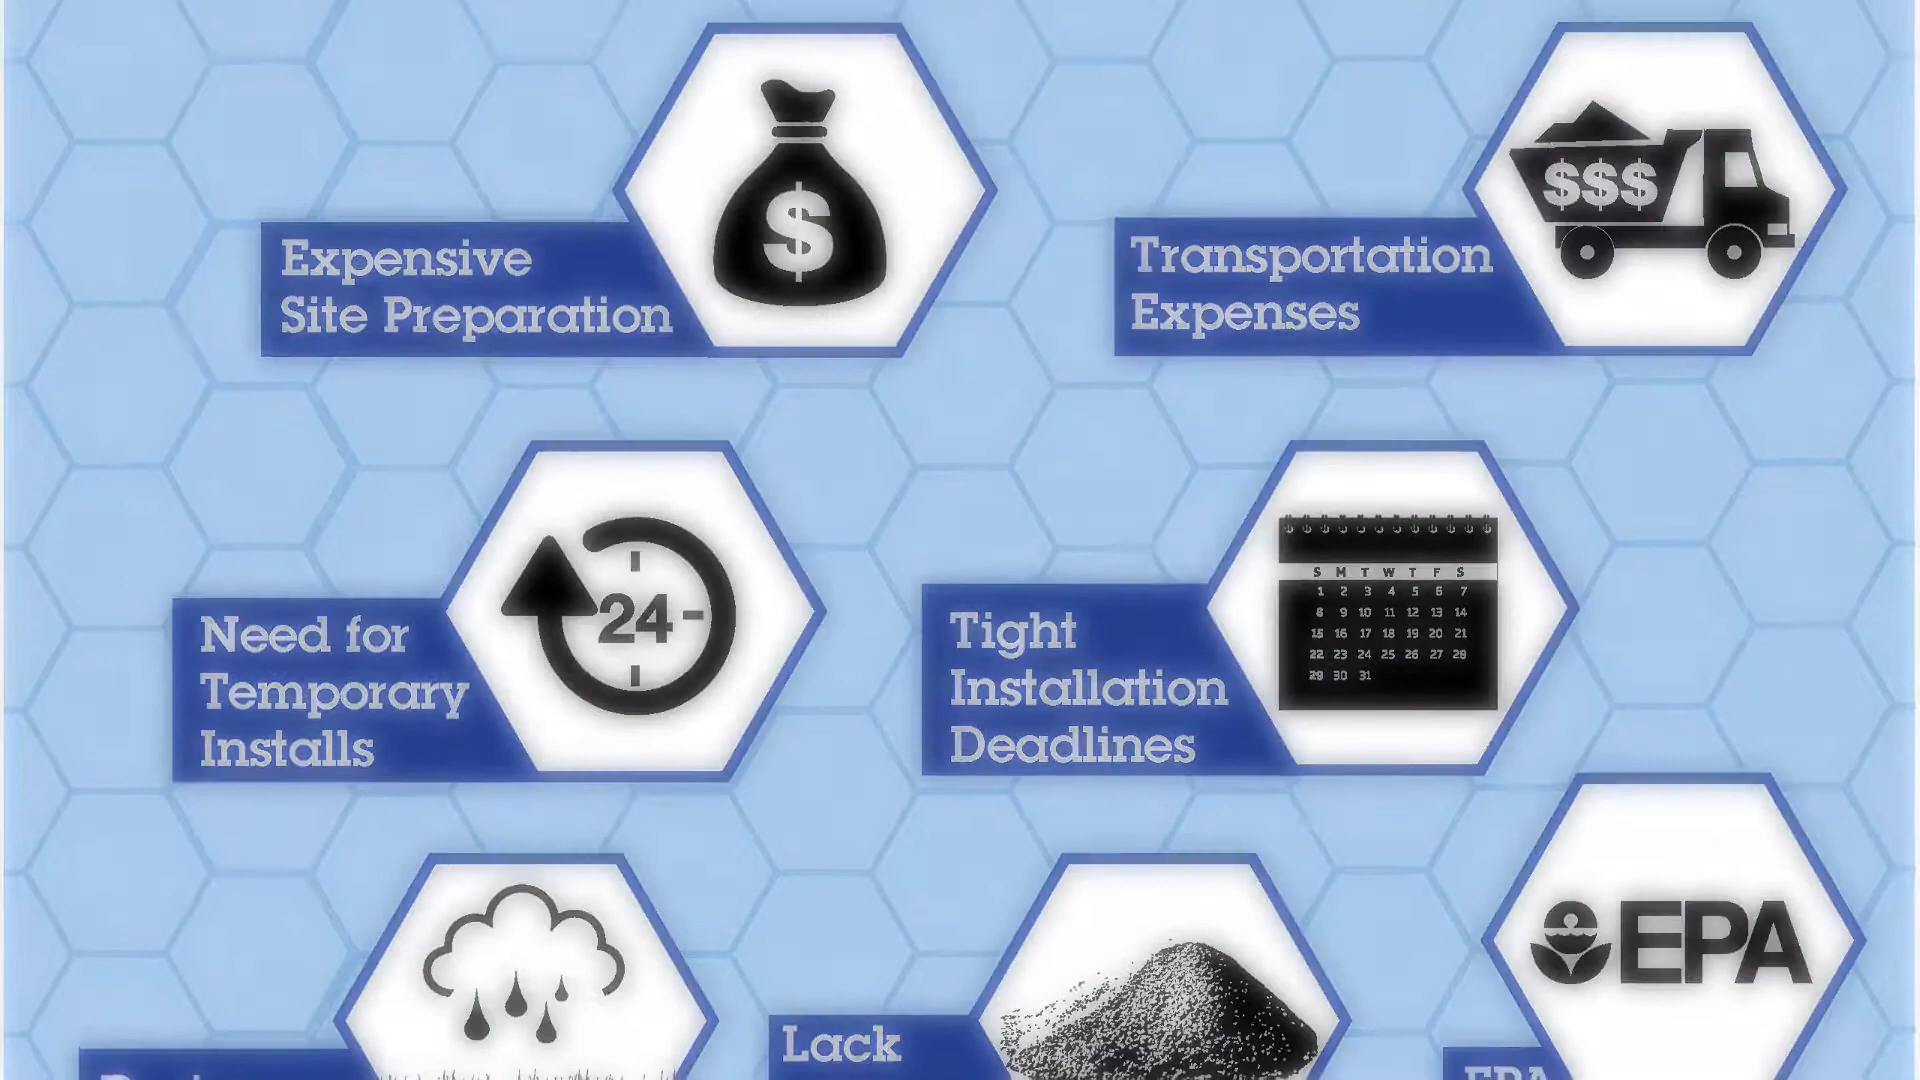 $
$$$
Expensive
Site Preparation
Transportation
Expenses
24
S M T W T F S
1 2 3 4 5 6 7
8 9 10 11 12 13 14
15 16 17 18 19 20 21
22 23 24 25 26 27 28
29 30 31
Need for
Temporary
Installs
Tight
Installation
Deadlines
EPA
Lack
EPA